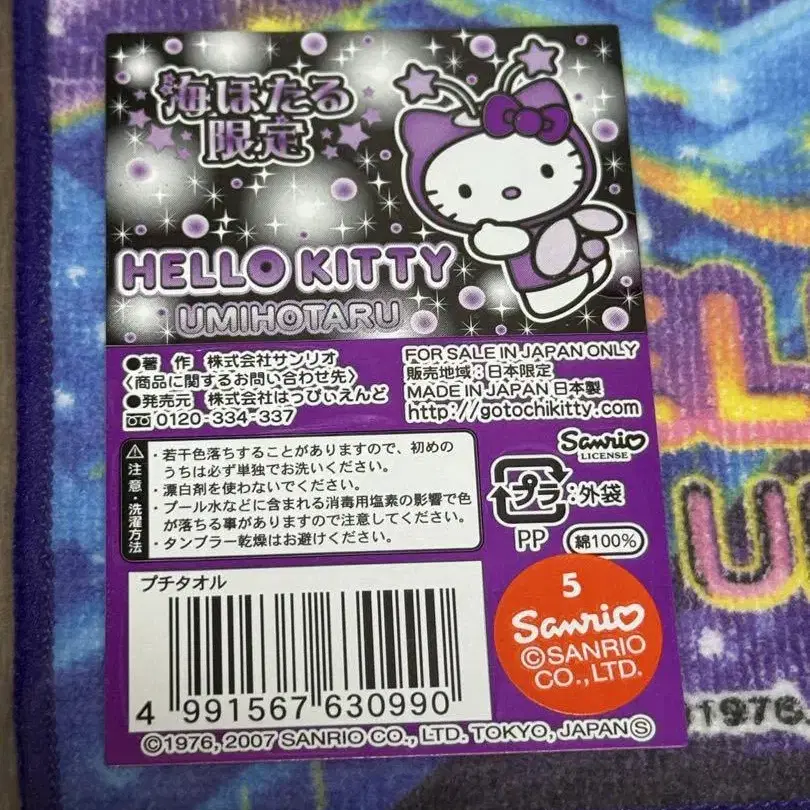 海ほたる
限定
HELLO KITTY
UMIHOTARU
●著 作 株式会社サンリオ
〈商品に関するお問い合わせ先〉
●発売元 株式会社はっぴぃえんど
0120-334-337
FOR SALE IN JAPAN ONLY
販売地域：日本限定
MADE IN JAPAN 日本製
http://gotochikitty.com
Sanrio
LICENSE
注意・洗濯方法
・若干色落ちすることがありますので、初めの
うちは必ず単独でお洗いください。
・漂白剤を使わないでください。
・プール水などに含まれる消毒用塩素の影響で色
が落ちる事がありますので注意してください。
・タンブラー乾燥はお避けください。
プラ：外袋
PP
綿100%
プチタオル
4 991567 630990
5
Sanrio
©SANRIO
CO., LTD.
©1976, 2007 SANRIO CO., LTD. TOKYO, JAPAN Ⓢ
1976